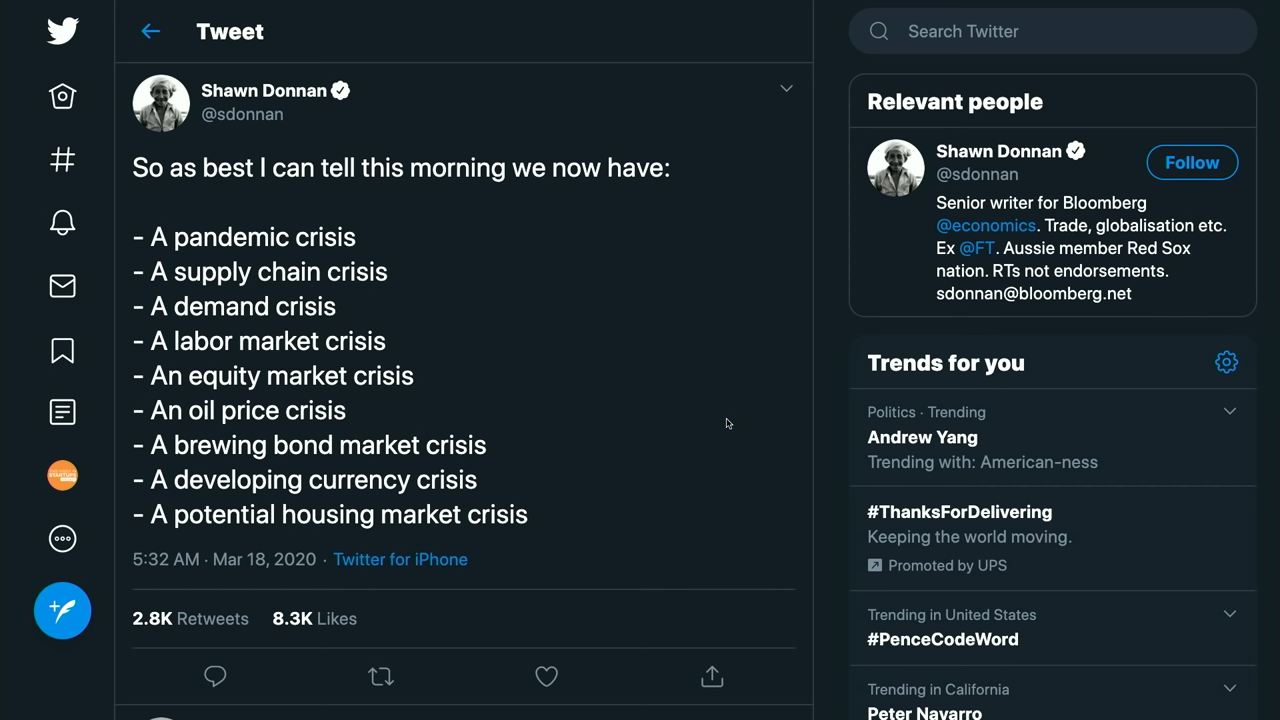 Tweet
Shawn Donnan
@sdonnan
So as best I can tell this morning we now have:
- A pandemic crisis
- A supply chain crisis
- A demand crisis
- A labor market crisis
- An equity market crisis
- An oil price crisis
- A brewing bond market crisis
- A developing currency crisis
- A potential housing market crisis
5:32 AM · Mar 18, 2020 · Twitter for iPhone
2.8K Retweets 8.3K Likes
Search Twitter
Relevant people
Shawn Donnan
@sdonnan
Follow
Senior writer for Bloomberg
@economics. Trade, globalisation etc.
Ex @FT. Aussie member Red Sox
nation. RTs not endorsements.
sdonnan@bloomberg.net
Trends for you
Politics · Trending
Andrew Yang
Trending with: American-ness
#ThanksForDelivering
Keeping the world moving.
Promoted by UPS
Trending in United States
#PenceCodeWord
Trending in California
Peter Navarro